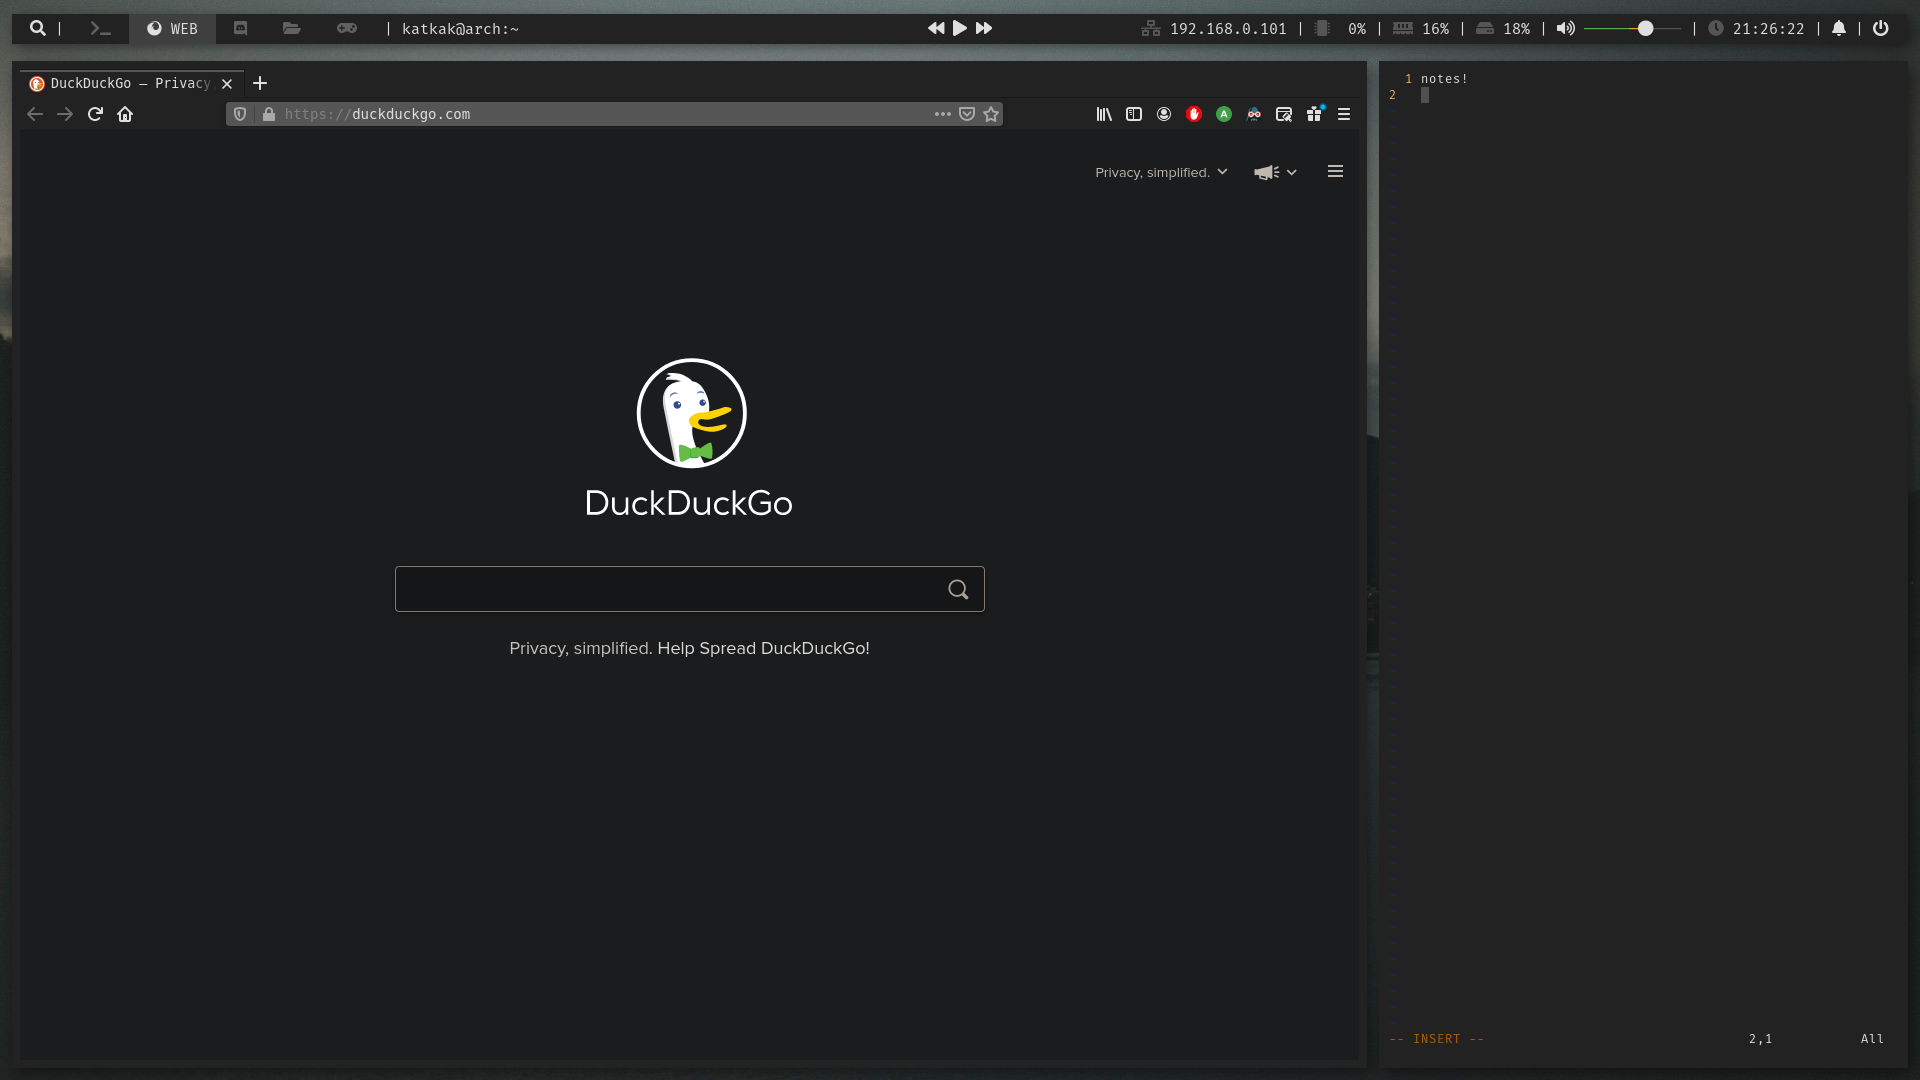 | >_ WEB | katkak@arch:~ 192.168.0.101 | 0% | 16% | 18% | | 21:26:22 | |
DuckDuckGo — Privacy
https://duckduckgo.com
A
Privacy, simplified.
DuckDuckGo
Privacy, simplified. Help Spread DuckDuckGo!
1 notes!
2
-- INSERT -- 2,1 All